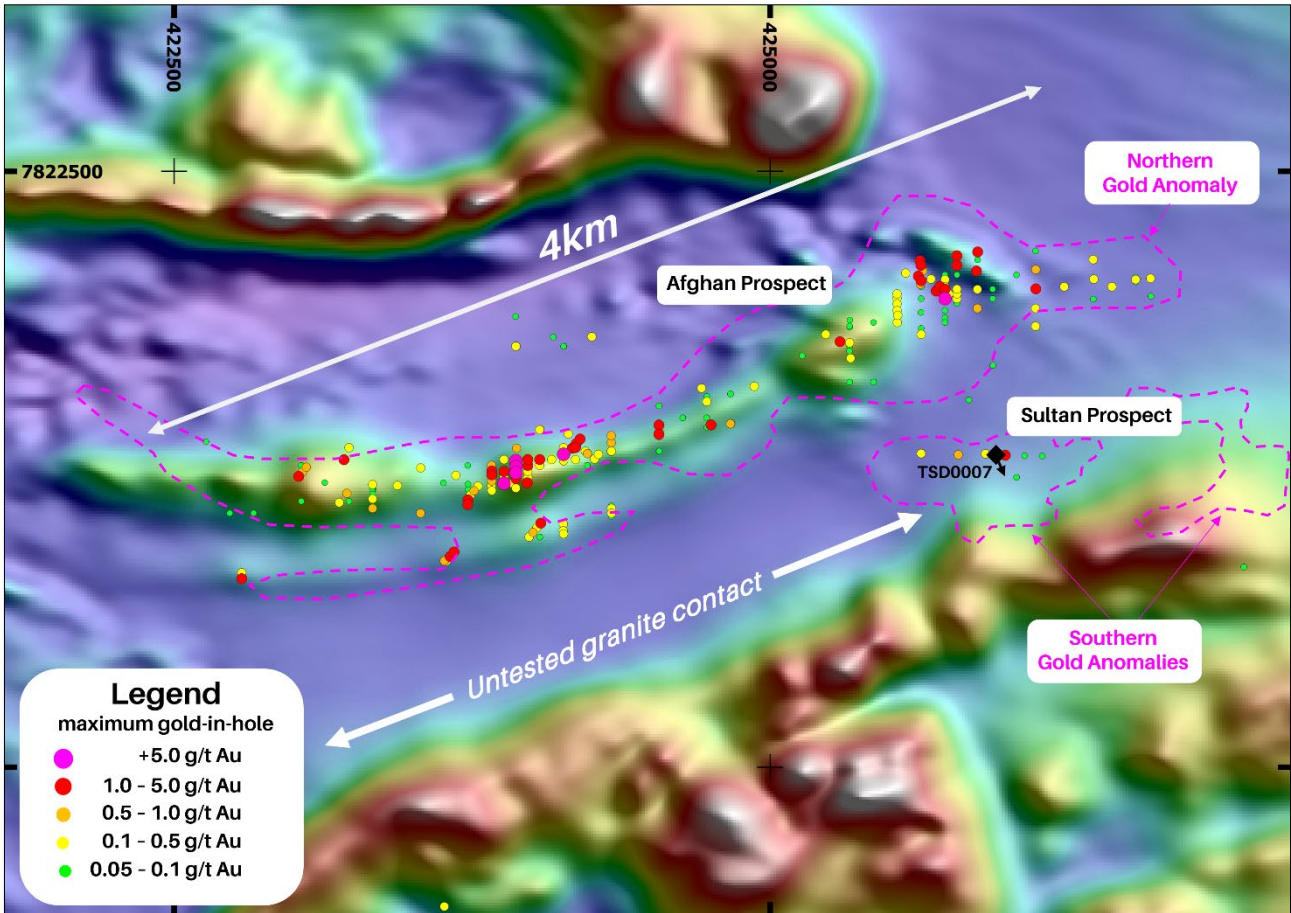 422500
425000
7822500
Northern
Gold Anomaly
4km
Afghan Prospect
Sultan Prospect
TSD0007
Untested granite contact
Southern
Gold Anomalies
Legend
maximum gold-in-hole
+5.0 g/t Au
1.0 - 5.0 g/t Au
0.5 - 1.0 g/t Au
0.1 - 0.5 g/t Au
0.05 - 0.1 g/t Au